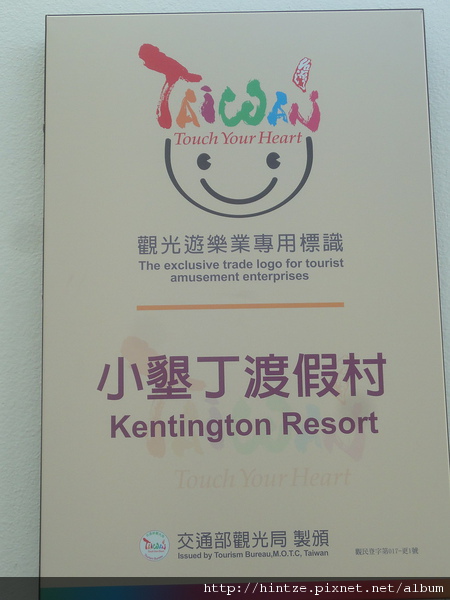 TAIWAN
台灣
Touch Your Heart
觀光遊樂業專用標識
The exclusive trade logo for tourist
amusement enterprises
小墾丁渡假村
Kentington Resort
Touch Your Heart
交通部觀光局 製頒
Issued by Tourism Bureau,M.O.T.C, Taiwan
http://hintze.pixnet.net/album